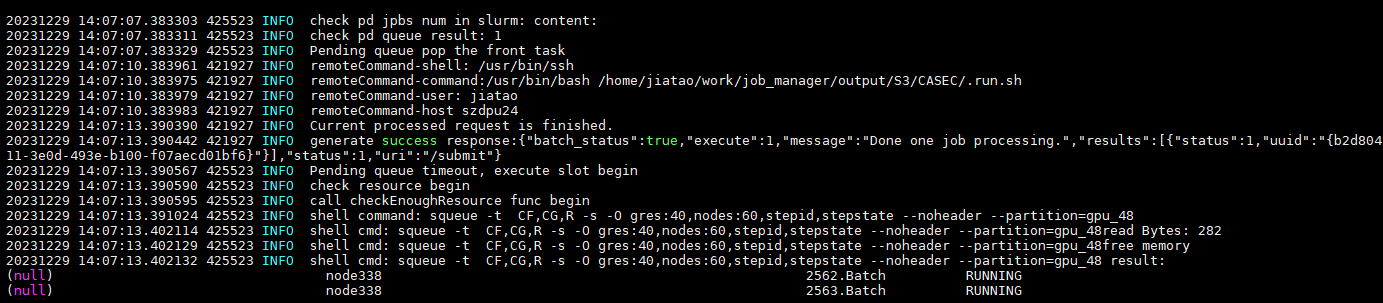 20231229 14:07:07.383303 425523 INFO  check pd jpbs num in slurm: content:
20231229 14:07:07.383311 425523 INFO  check pd queue result: 1
20231229 14:07:07.383329 425523 INFO  Pending queue pop the front task
20231229 14:07:10.383961 421927 INFO  remoteCommand-shell: /usr/bin/ssh
20231229 14:07:10.383975 421927 INFO  remoteCommand-command:/usr/bin/bash /home/jiatao/work/job_manager/output/S3/CASEC/.run.sh
20231229 14:07:10.383979 421927 INFO  remoteCommand-user: jiatao
20231229 14:07:10.383983 421927 INFO  remoteCommand-host szdpu24
20231229 14:07:13.390390 421927 INFO  Current processed request is finished.
20231229 14:07:13.390442 421927 INFO  generate success response:{"batch_status":true,"execute":1,"message":"Done one job processing.","results":[{"status":1,"uuid":"{b2d804
11-3e0d-493e-b100-f07aecd01bf6}"}],"status":1,"uri":"/submit"}
20231229 14:07:13.390567 425523 INFO  Pending queue timeout, execute slot begin
20231229 14:07:13.390590 425523 INFO  check resource begin
20231229 14:07:13.390595 425523 INFO  call checkEnoughResource func begin
20231229 14:07:13.391024 425523 INFO  shell command: squeue -t  CF,CG,R -s -O gres:40,nodes:60,stepid,stepstate --noheader --partition=gpu_48
20231229 14:07:13.402114 425523 INFO  shell cmd: squeue -t  CF,CG,R -s -O gres:40,nodes:60,stepid,stepstate --noheader --partition=gpu_48read Bytes: 282
20231229 14:07:13.402129 425523 INFO  shell cmd: squeue -t  CF,CG,R -s -O gres:40,nodes:60,stepid,stepstate --noheader --partition=gpu_48free memory
20231229 14:07:13.402132 425523 INFO  shell cmd: squeue -t  CF,CG,R -s -O gres:40,nodes:60,stepid,stepstate --noheader --partition=gpu_48 result:
(null)                                  node338                                                     2562.Batch          RUNNING
(null)                                  node338                                                     2563.Batch          RUNNING